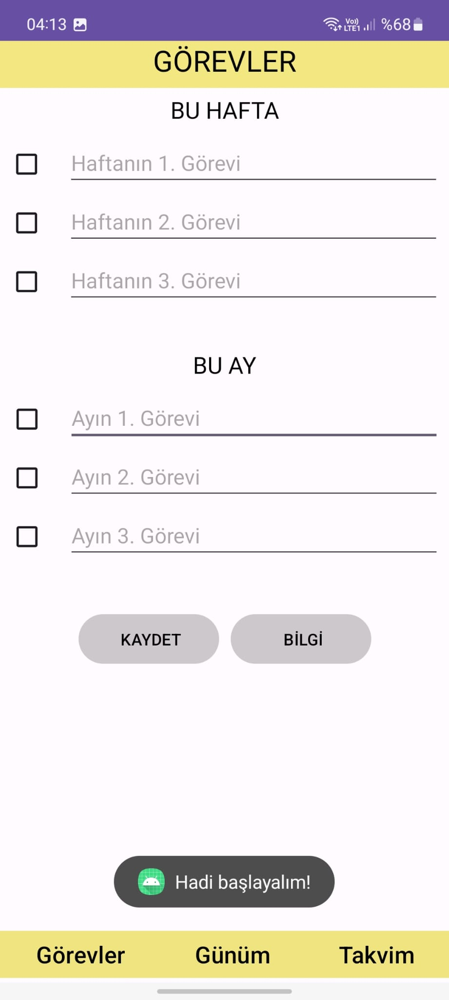 04:13 Vo)) LTE1 %68
GÖREVLER
BU HAFTA
Haftanın 1. Görevi
Haftanın 2. Görevi
Haftanın 3. Görevi
BU AY
Ayın 1. Görevi
Ayın 2. Görevi
Ayın 3. Görevi
KAYDET BİLGİ
Hadi başlayalım!
Görevler Günüm Takvim